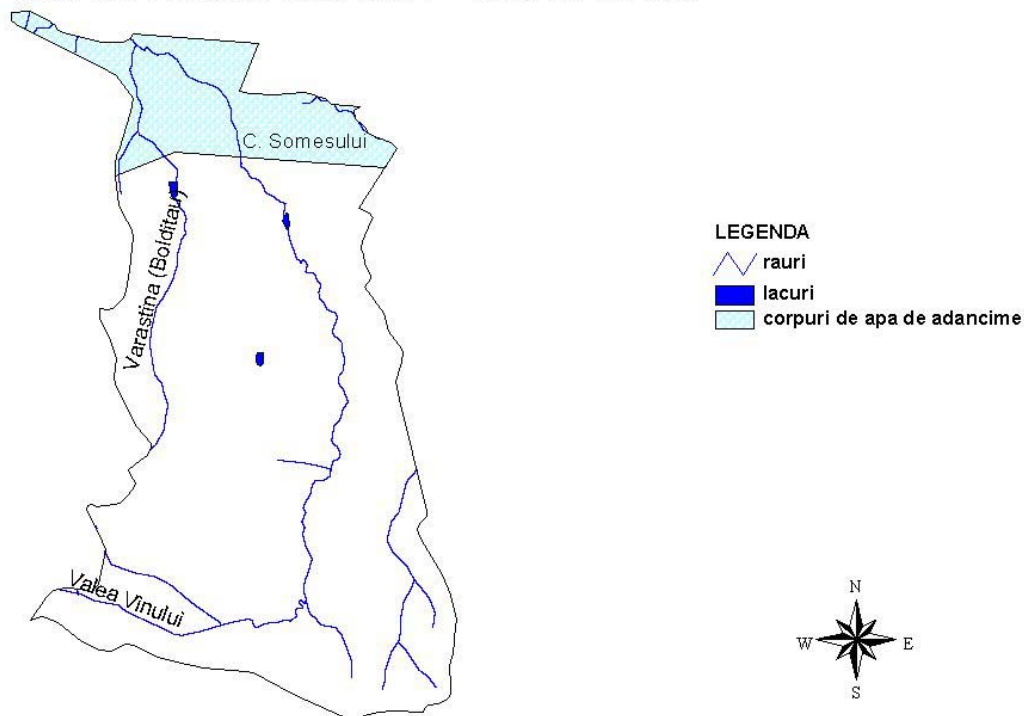 C. Somesului
Varastina (Bolditau)
Valea Vinului
LEGENDA
rauri
lacuri
corpuri de apa de adancime
N
W
E
S